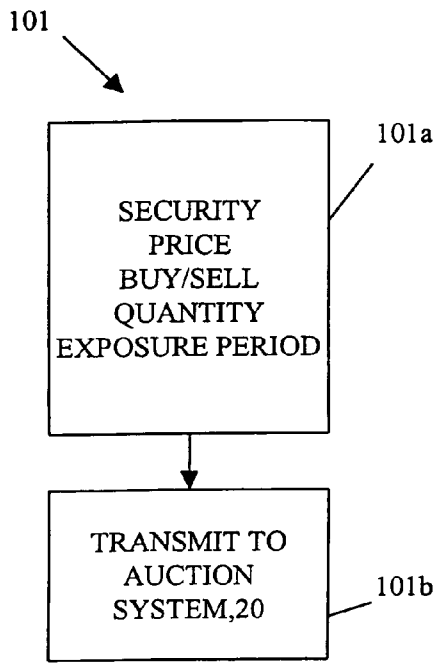 101
101a
SECURITY
PRICE
BUY/SELL
QUANTITY
EXPOSURE PERIOD
TRANSMIT TO
AUCTION
SYSTEM,20
101b